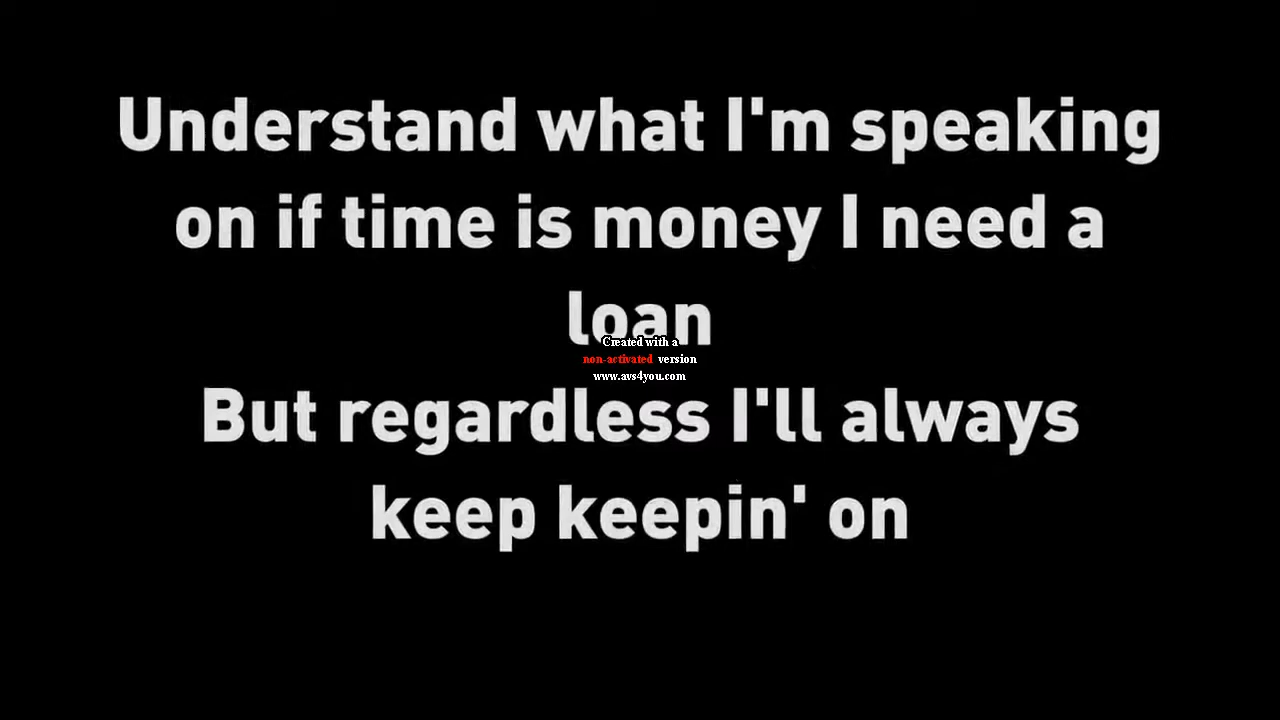 Understand what I'm speaking
on if time is money I need a
loan
Created with a
non-activated version
www.avs4you.com
But regardless I'll always
keep keepin' on